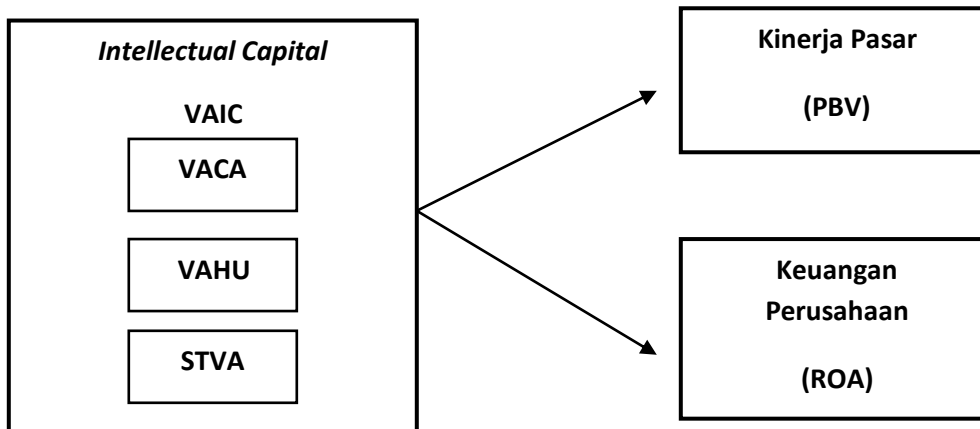 Intellectual Capital
VAIC
VACA
VAHU
STVA
Kinerja Pasar
(PBV)
Keuangan
Perusahaan
(ROA)